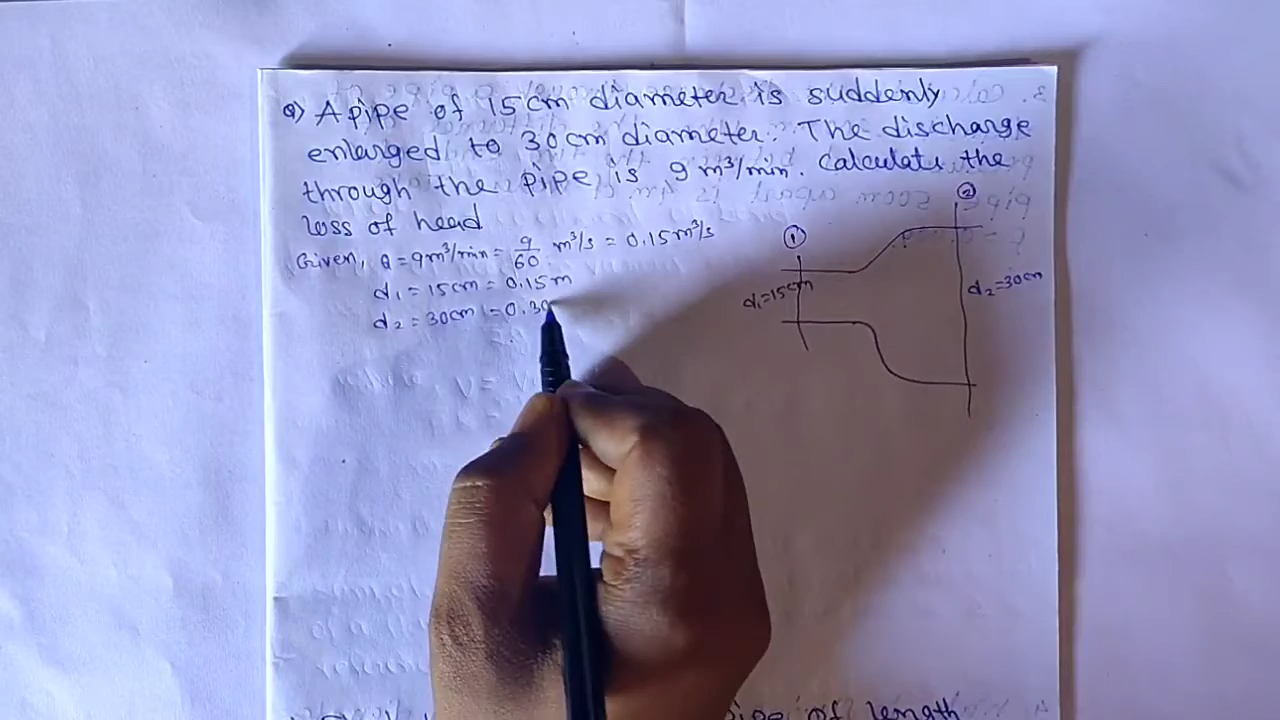 Q) A pipe of 15cm diameter is suddenly
enlarged to 30cm diameter. The discharge
through the pipe is 9 m³/min. Calculate the
loss of head
Given, Q = 9m³/min = 9/60 m³/s = 0.15m³/s
d₁ = 15cm = 0.15m
d₂ = 30cm = 0.30
①
②
d₁=15cm
d₂=30cm
of length